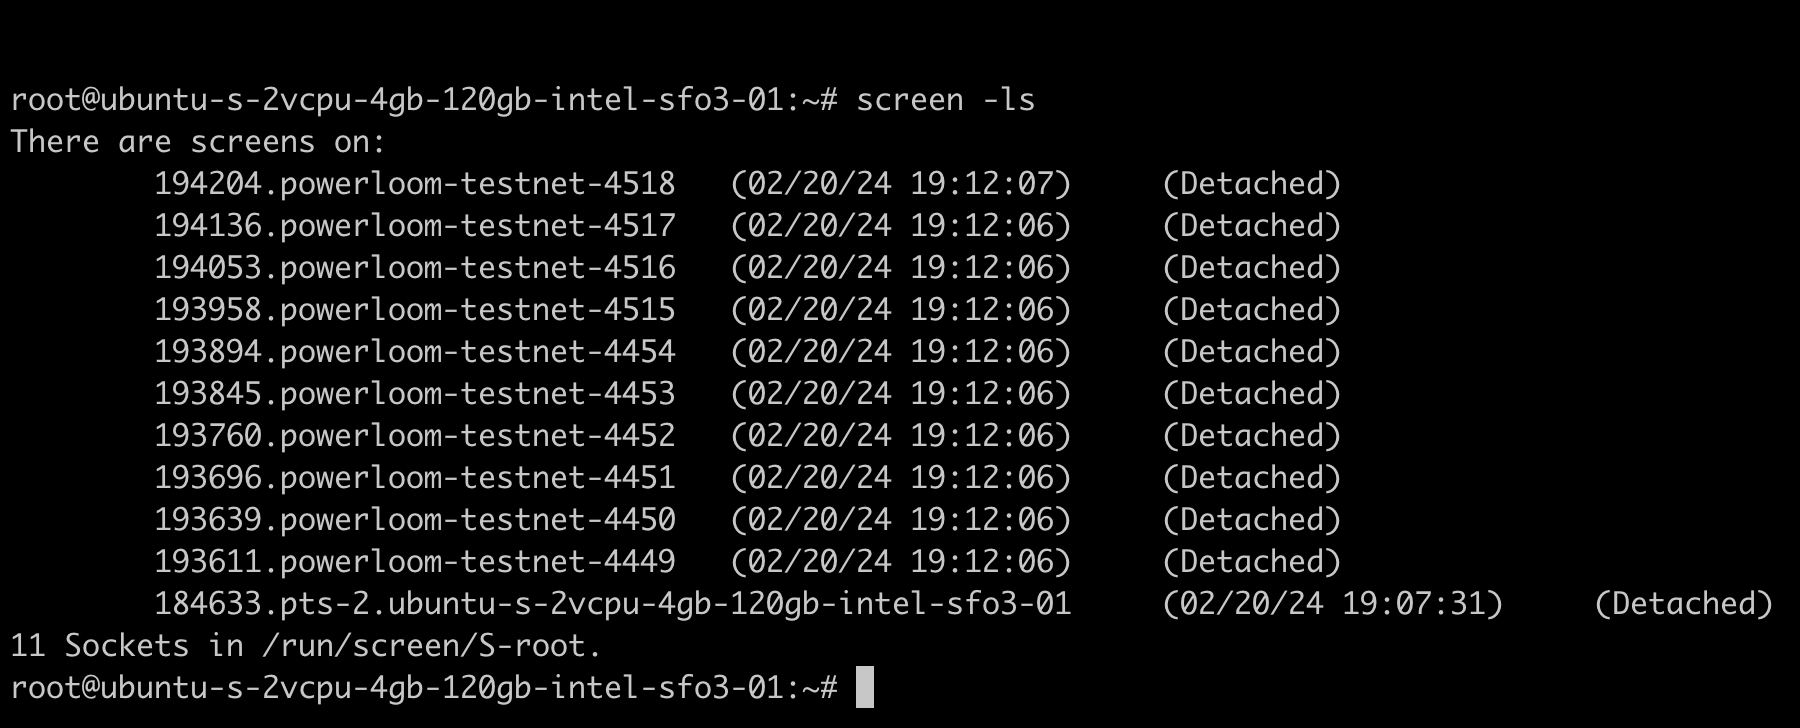 root@ubuntu-s-2vcpu-4gb-120gb-intel-sfo3-01:~# screen -ls
There are screens on:
194204.powerloom-testnet-4518 (02/20/24 19:12:07) (Detached)
194136.powerloom-testnet-4517 (02/20/24 19:12:06) (Detached)
194053.powerloom-testnet-4516 (02/20/24 19:12:06) (Detached)
193958.powerloom-testnet-4515 (02/20/24 19:12:06) (Detached)
193894.powerloom-testnet-4454 (02/20/24 19:12:06) (Detached)
193845.powerloom-testnet-4453 (02/20/24 19:12:06) (Detached)
193760.powerloom-testnet-4452 (02/20/24 19:12:06) (Detached)
193696.powerloom-testnet-4451 (02/20/24 19:12:06) (Detached)
193639.powerloom-testnet-4450 (02/20/24 19:12:06) (Detached)
193611.powerloom-testnet-4449 (02/20/24 19:12:06) (Detached)
184633.pts-2.ubuntu-s-2vcpu-4gb-120gb-intel-sfo3-01 (02/20/24 19:07:31) (Detached)
11 Sockets in /run/screen/S-root.
root@ubuntu-s-2vcpu-4gb-120gb-intel-sfo3-01:~#